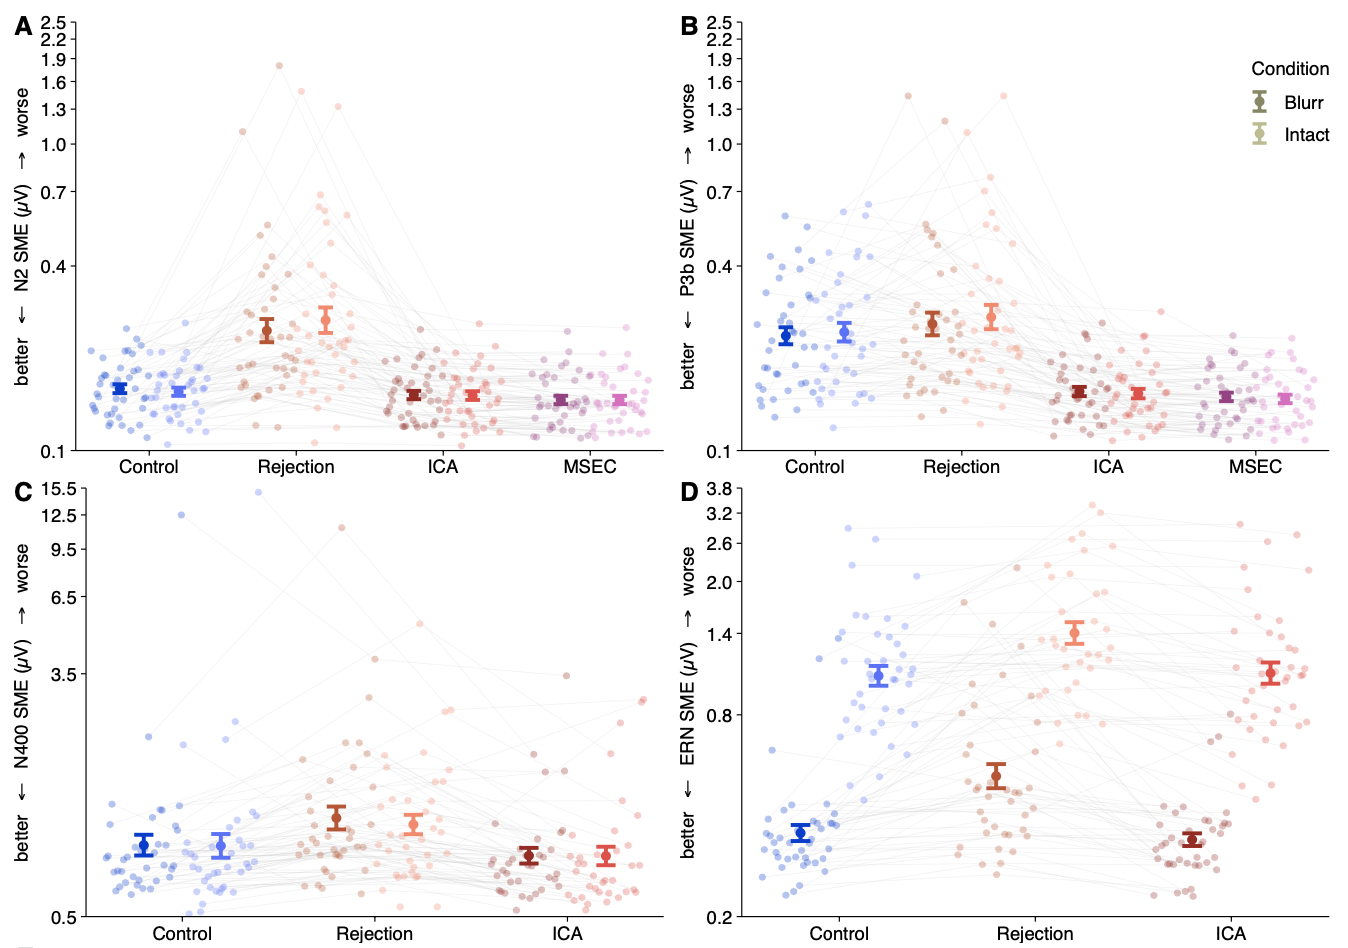 A
2.5
2.2
1.9
1.6
1.3
1.0
0.7
0.4
0.1
better ← N2 SME (µV) → worse
Control Rejection ICA MSEC
B
2.5
2.2
1.9
1.6
1.3
1.0
0.7
0.4
0.1
better ← P3b SME (µV) → worse
Control Rejection ICA MSEC
Condition
Blurr
Intact
C
15.5
12.5
9.5
6.5
3.5
0.5
better ← N400 SME (µV) → worse
Control Rejection ICA
D
3.8
3.2
2.6
2.0
1.4
0.8
0.2
better ← ERN SME (µV) → worse
Control Rejection ICA